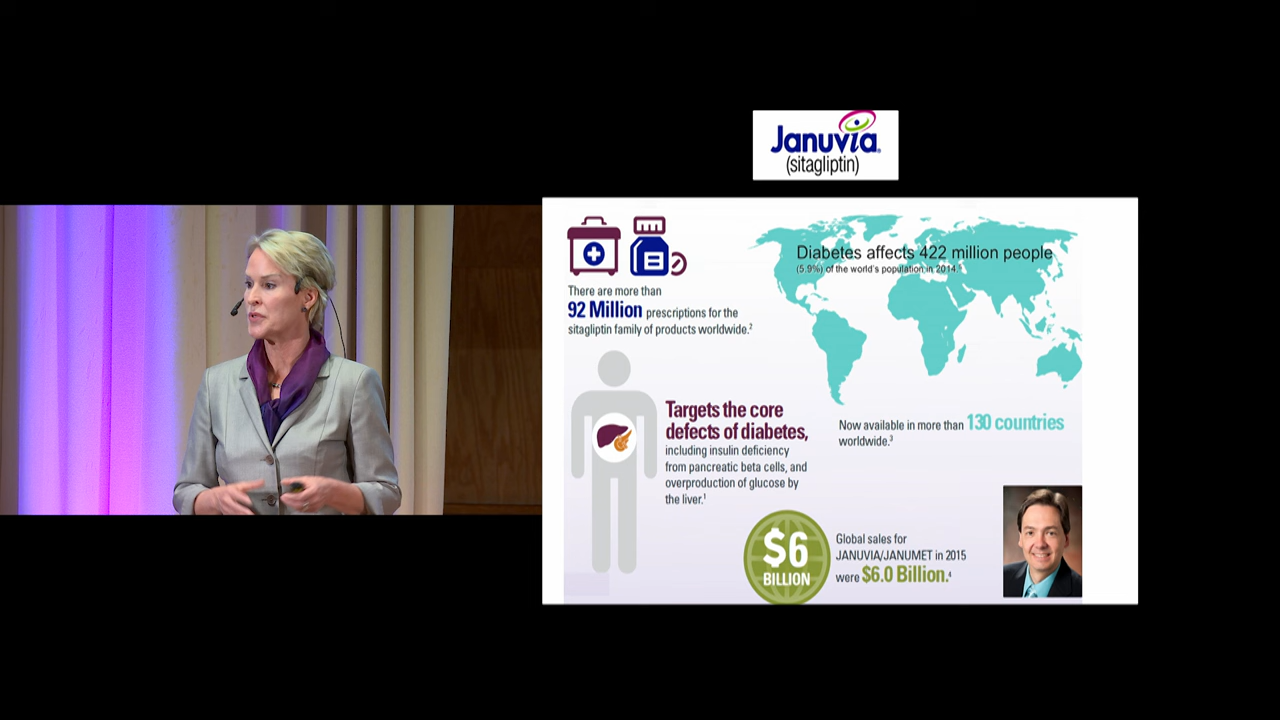 Januvia®
(sitagliptin)
Diabetes affects 422 million people
(5.9%) of the world's population in 2014
There are more than
92 Million prescriptions for the
sitagliptin family of products worldwide.²
Targets the core
defects of diabetes,
including insulin deficiency
from pancreatic beta cells, and
overproduction of glucose by
the liver.¹
Now available in more than 130 countries
worldwide.³
$6
BILLION
Global sales for
JANUVIA/JANUMET in 2015
were $6.0 Billion.⁴